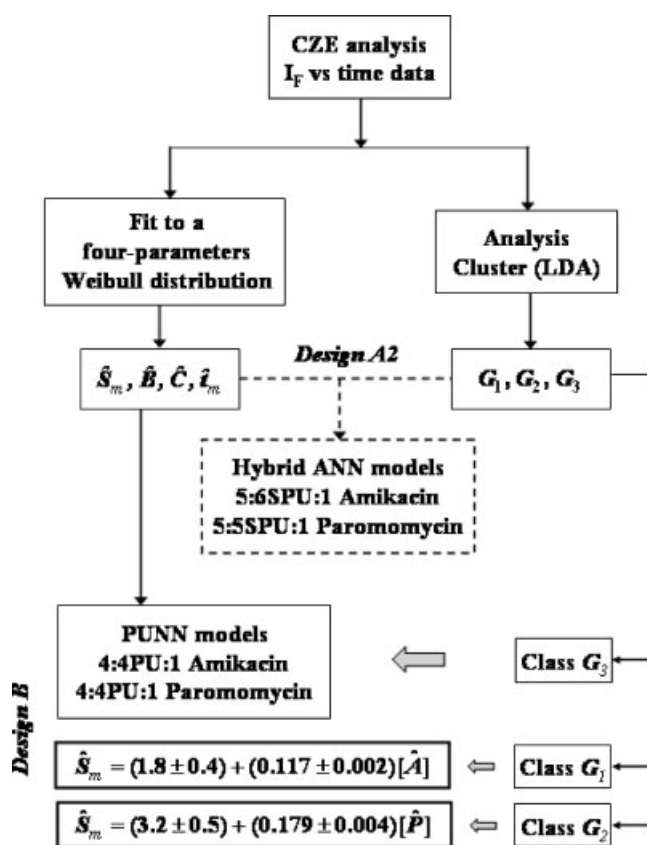 CZE analysis
I_F vs time data
Fit to a
four-parameters
Weibull distribution
Analysis
Cluster (LDA)
Design A2
Ŝ_m, B̂, Ĉ, t̂_m
G_1, G_2, G_3
Hybrid ANN models
5:6SPU:1 Amikacin
5:5SPU:1 Paromomycin
PUNN models
4:4PU:1 Amikacin
4:4PU:1 Paromomycin
Class G_3
Design B
Ŝ_m = (1.8 ± 0.4) + (0.117 ± 0.002)[Â]
Class G_1
Ŝ_m = (3.2 ± 0.5) + (0.179 ± 0.004)[P̂]
Class G_2